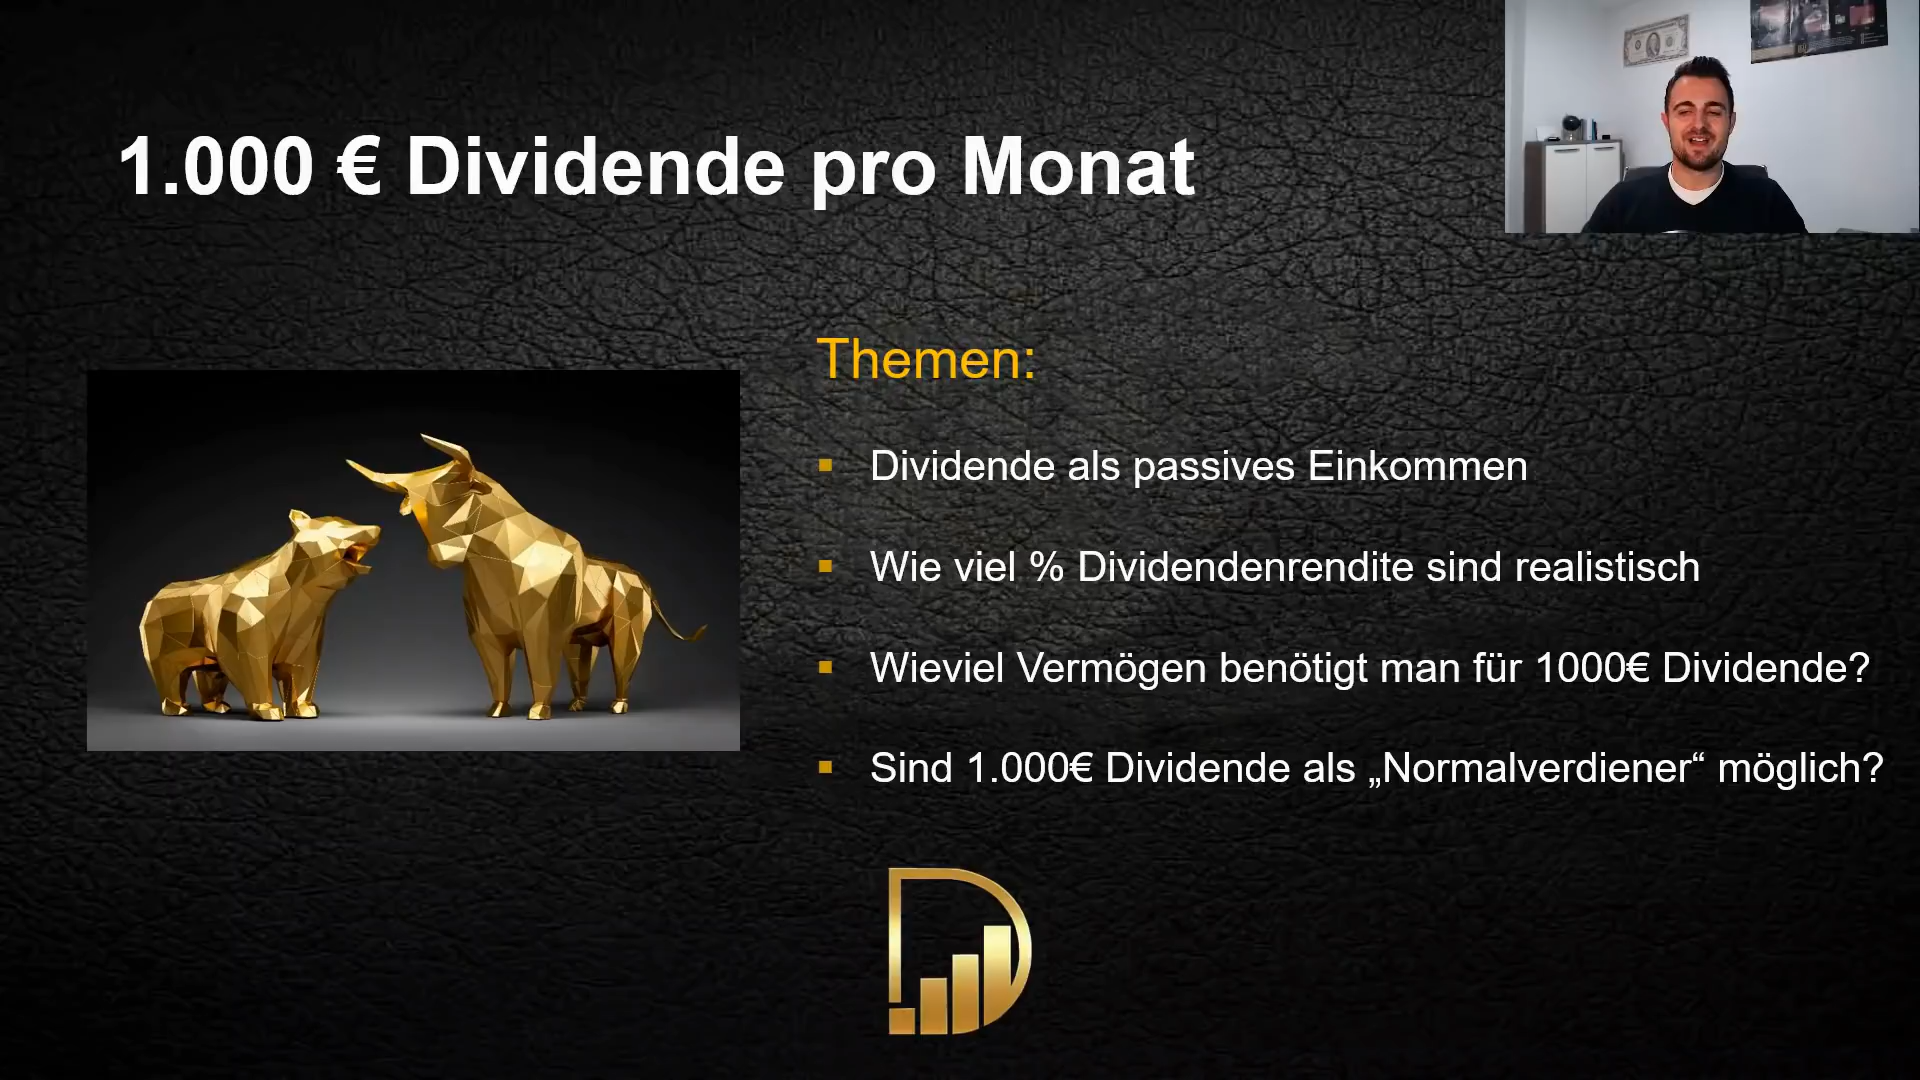 1.000 € Dividende pro Monat
Themen:
Dividende als passives Einkommen
Wie viel % Dividendenrendite sind realistisch
Wieviel Vermögen benötigt man für 1000€ Dividende?
Sind 1.000€ Dividende als „Normalverdiener“ möglich?